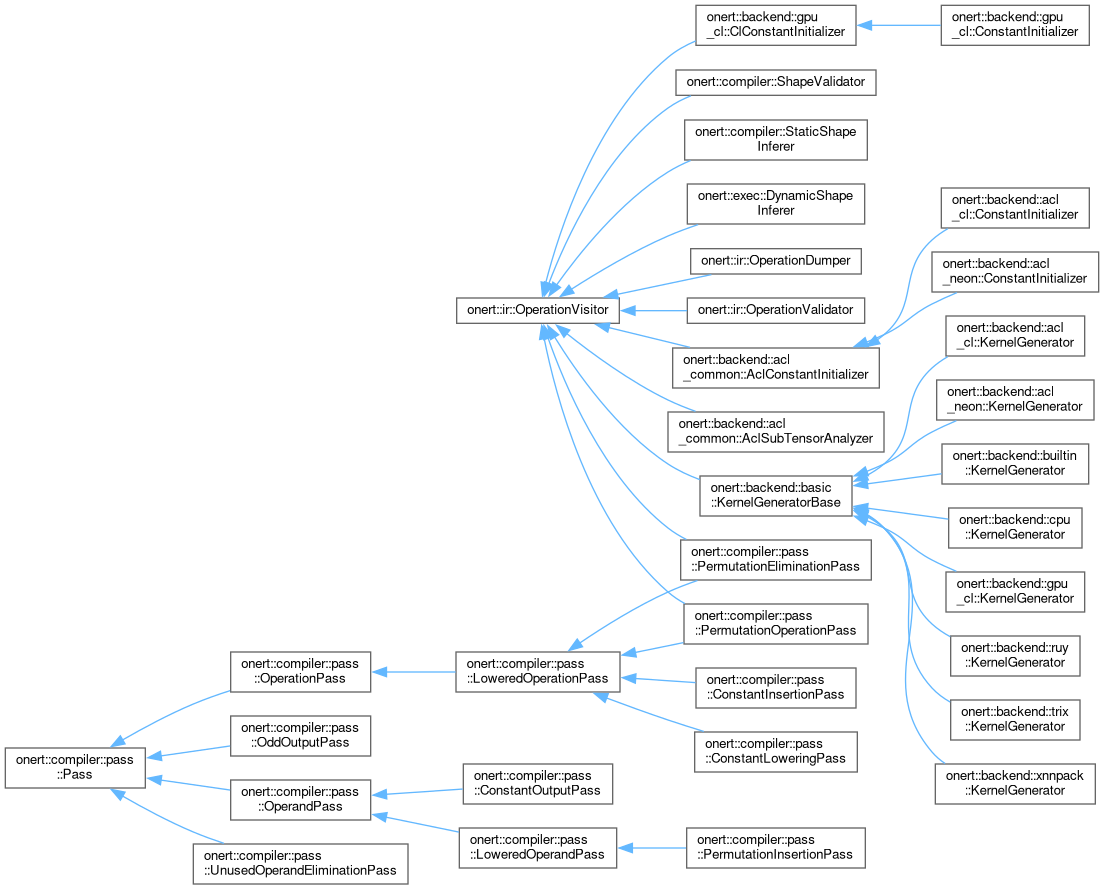 onert::backend::gpu
_cl::ClConstantInitializer
onert::backend::gpu
_cl::ConstantInitializer
onert::compiler::ShapeValidator
onert::compiler::StaticShape
Inferer
onert::exec::DynamicShape
Inferer
onert::backend::acl
_cl::ConstantInitializer
onert::ir::OperationDumper
onert::backend::acl
_neon::ConstantInitializer
onert::ir::OperationVisitor
onert::ir::OperationValidator
onert::backend::acl
_cl::KernelGenerator
onert::backend::acl
_common::AclConstantInitializer
onert::backend::acl
_neon::KernelGenerator
onert::backend::acl
_common::AclSubTensorAnalyzer
onert::backend::builtin
::KernelGenerator
onert::backend::basic
::KernelGeneratorBase
onert::backend::cpu
::KernelGenerator
onert::compiler::pass
::PermutationEliminationPass
onert::backend::gpu
_cl::KernelGenerator
onert::compiler::pass
::PermutationOperationPass
onert::backend::ruy
::KernelGenerator
onert::compiler::pass
::OperationPass
onert::compiler::pass
::LoweredOperationPass
onert::compiler::pass
::ConstantInsertionPass
onert::backend::trix
::KernelGenerator
onert::compiler::pass
::OddOutputPass
onert::compiler::pass
::ConstantLoweringPass
onert::compiler::pass
::Pass
onert::compiler::pass
::OperandPass
onert::compiler::pass
::ConstantOutputPass
onert::backend::xnnpack
::KernelGenerator
onert::compiler::pass
::LoweredOperandPass
onert::compiler::pass
::PermutationInsertionPass
onert::compiler::pass
::UnusedOperandEliminationPass